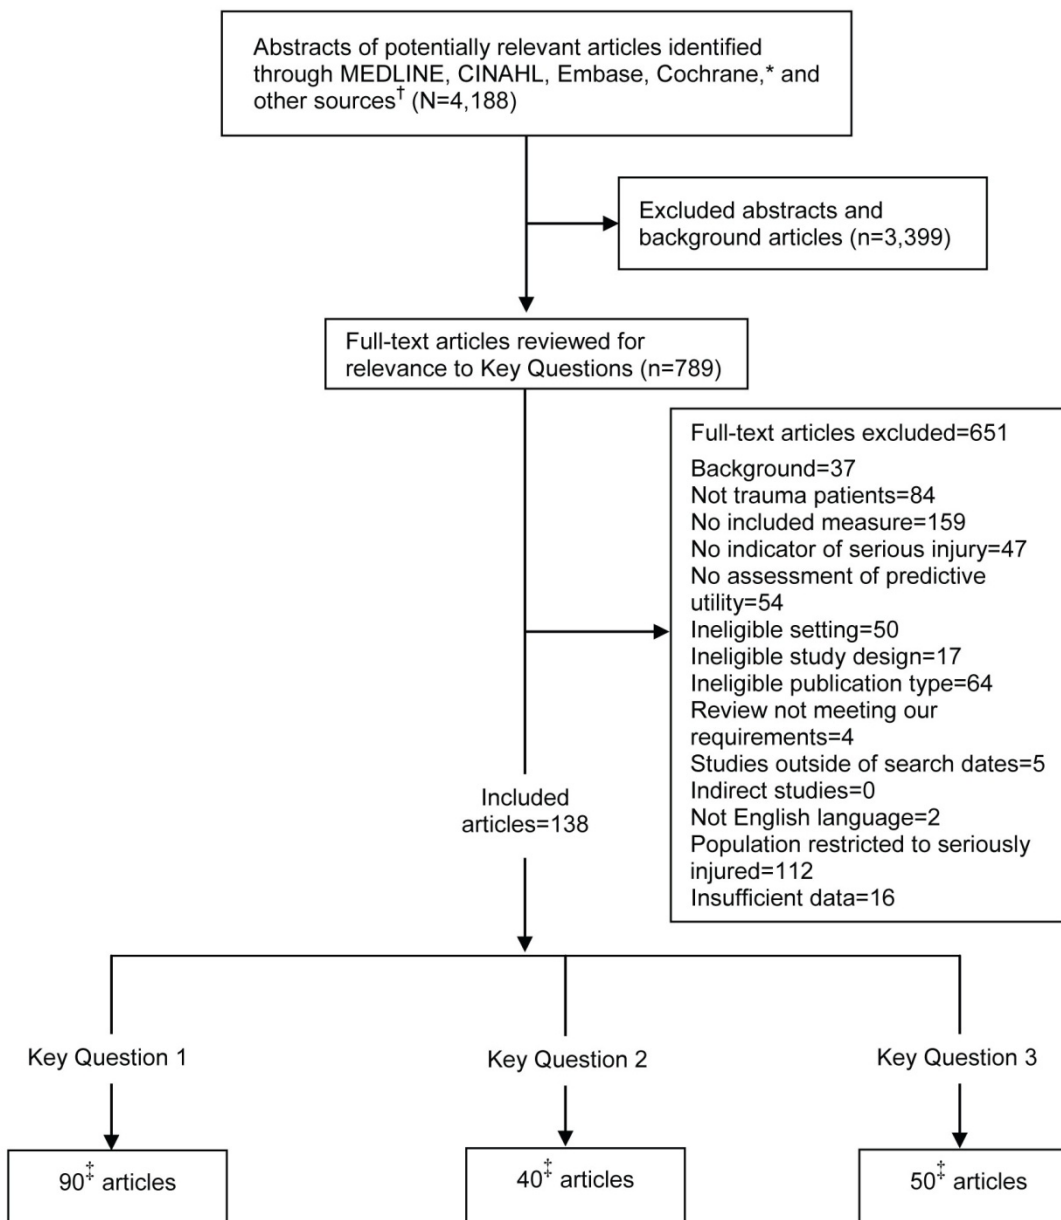 Abstracts of potentially relevant articles identified
through MEDLINE, CINAHL, Embase, Cochrane,* and
other sources† (N=4,188)
Excluded abstracts and
background articles (n=3,399)
Full-text articles reviewed for
relevance to Key Questions (n=789)
Full-text articles excluded=651
Background=37
Not trauma patients=84
No included measure=159
No indicator of serious injury=47
No assessment of predictive
utility=54
Ineligible setting=50
Ineligible study design=17
Ineligible publication type=64
Review not meeting our
requirements=4
Studies outside of search dates=5
Indirect studies=0
Not English language=2
Population restricted to seriously
injured=112
Insufficient data=16
Included
articles=138
Key Question 1
Key Question 2
Key Question 3
90‡ articles
40‡ articles
50‡ articles